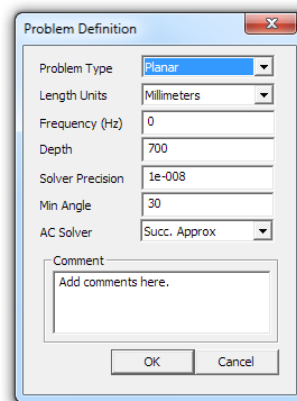 Problem Definition
Problem Type Planar
Length Units Millimeters
Frequency (Hz) 0
Depth 700
Solver Precision 1e-008
Min Angle 30
AC Solver Succ. Approx
Comment
Add comments here.
OK Cancel